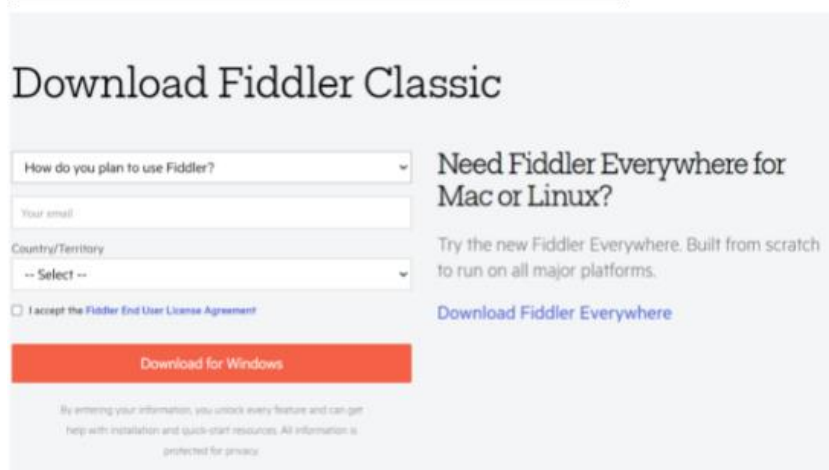 Download Fiddler Classic
How do you plan to use Fiddler?
Your email
Country/Territory
-- Select --
I accept the Fiddler End User License Agreement
Download for Windows
By entering your information, you unlock every feature and can get
help with installation and quick-start resources. All information is
protected for privacy.
Need Fiddler Everywhere for
Mac or Linux?
Try the new Fiddler Everywhere. Built from scratch
to run on all major platforms.
Download Fiddler Everywhere